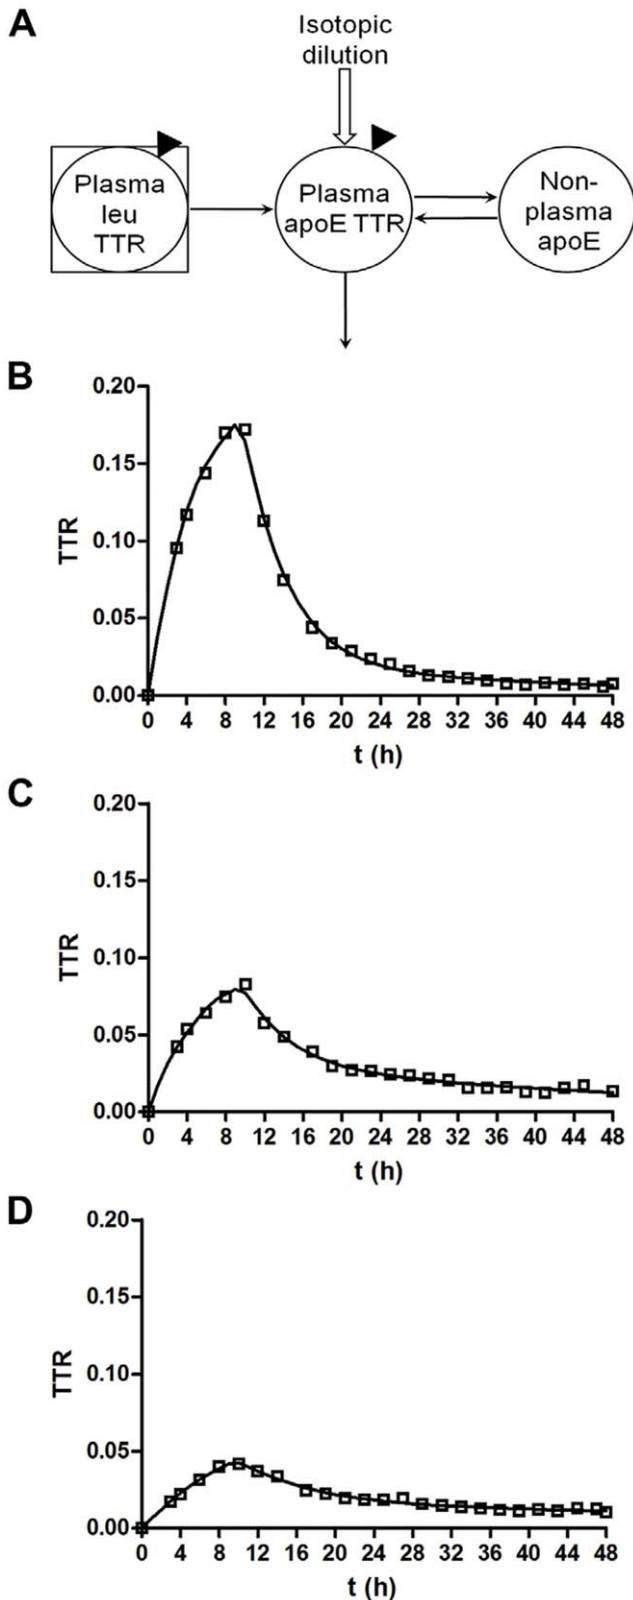 A
Isotopic
dilution
Plasma
leu
TTR
Plasma
apoE TTR
Non-
plasma
apoE
B
0.20
0.15
0.10
0.05
0.00
TTR
0 4 8 12 16 20 24 28 32 36 40 44 48
t (h)
C
0.20
0.15
0.10
0.05
0.00
TTR
0 4 8 12 16 20 24 28 32 36 40 44 48
t (h)
D
0.20
0.15
0.10
0.05
0.00
TTR
0 4 8 12 16 20 24 28 32 36 40 44 48
t (h)